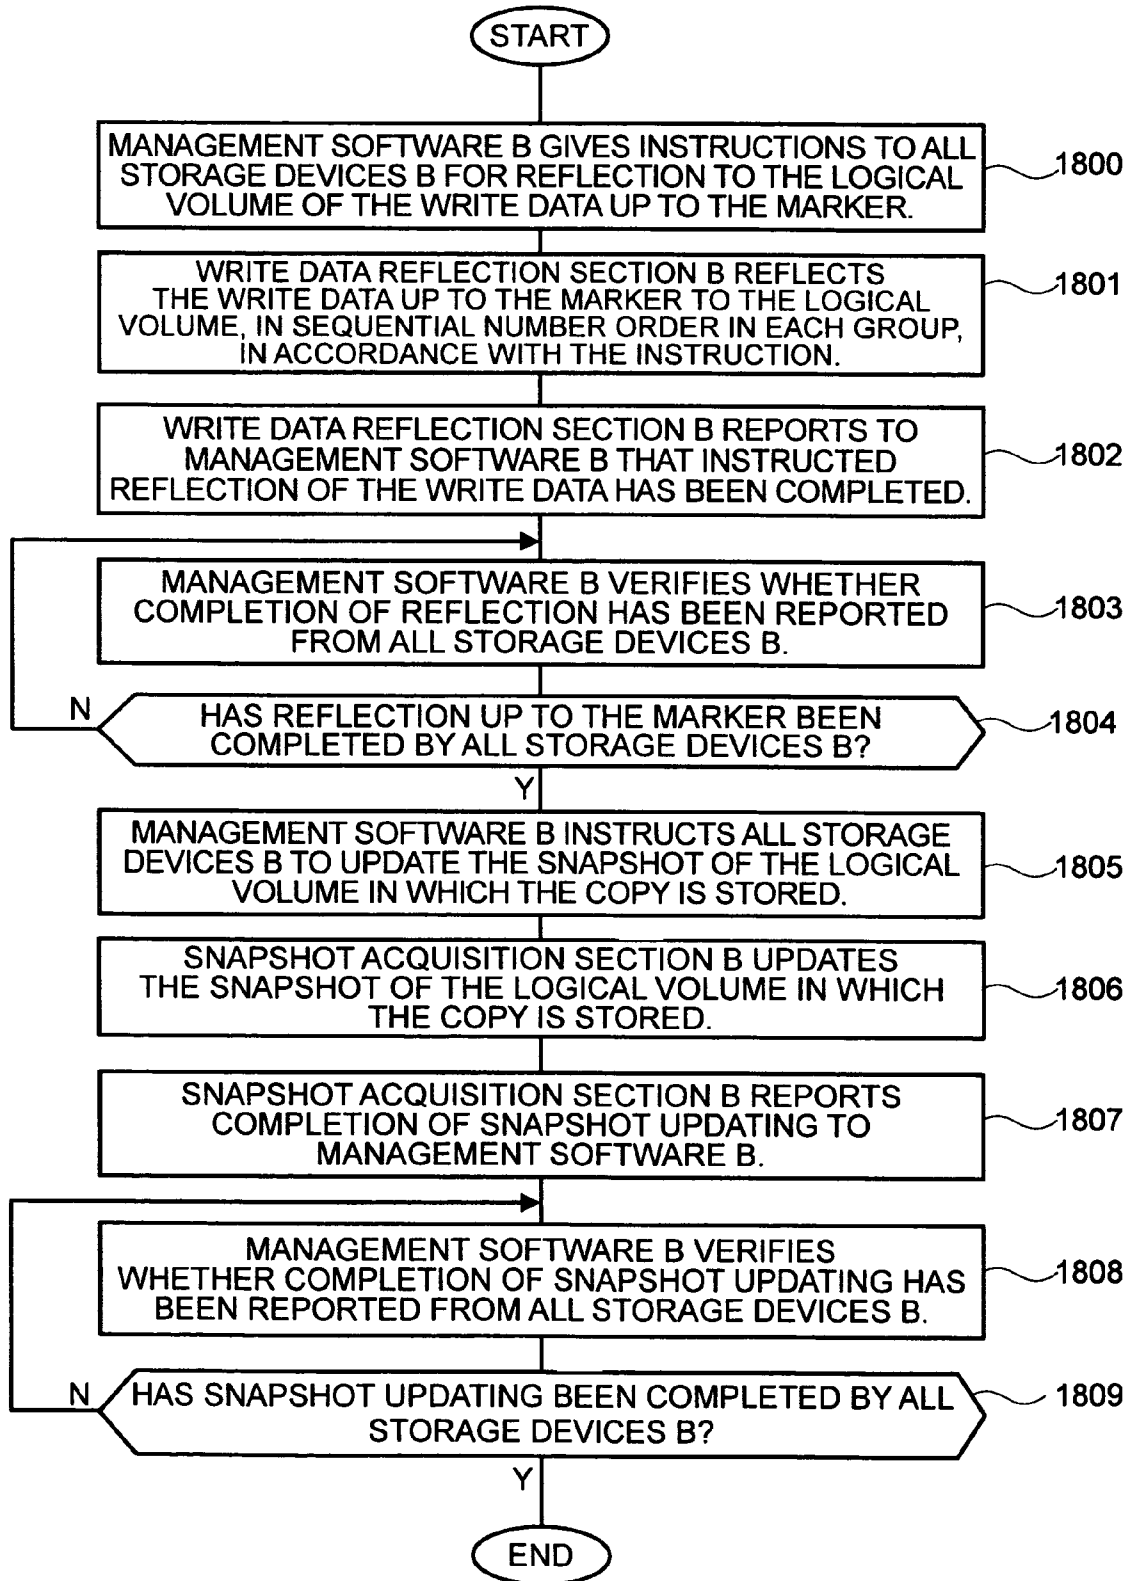 START
MANAGEMENT SOFTWARE B GIVES INSTRUCTIONS TO ALL
STORAGE DEVICES B FOR REFLECTION TO THE LOGICAL
VOLUME OF THE WRITE DATA UP TO THE MARKER.
1800
WRITE DATA REFLECTION SECTION B REFLECTS
THE WRITE DATA UP TO THE MARKER TO THE LOGICAL
VOLUME, IN SEQUENTIAL NUMBER ORDER IN EACH GROUP,
IN ACCORDANCE WITH THE INSTRUCTION.
1801
WRITE DATA REFLECTION SECTION B REPORTS TO
MANAGEMENT SOFTWARE B THAT INSTRUCTED
REFLECTION OF THE WRITE DATA HAS BEEN COMPLETED.
1802
MANAGEMENT SOFTWARE B VERIFIES WHETHER
COMPLETION OF REFLECTION HAS BEEN REPORTED
FROM ALL STORAGE DEVICES B.
1803
N
HAS REFLECTION UP TO THE MARKER BEEN
COMPLETED BY ALL STORAGE DEVICES B?
1804
Y
MANAGEMENT SOFTWARE B INSTRUCTS ALL STORAGE
DEVICES B TO UPDATE THE SNAPSHOT OF THE LOGICAL
VOLUME IN WHICH THE COPY IS STORED.
1805
SNAPSHOT ACQUISITION SECTION B UPDATES
THE SNAPSHOT OF THE LOGICAL VOLUME IN WHICH
THE COPY IS STORED.
1806
SNAPSHOT ACQUISITION SECTION B REPORTS
COMPLETION OF SNAPSHOT UPDATING TO
MANAGEMENT SOFTWARE B.
1807
MANAGEMENT SOFTWARE B VERIFIES
WHETHER COMPLETION OF SNAPSHOT UPDATING HAS
BEEN REPORTED FROM ALL STORAGE DEVICES B.
1808
N
HAS SNAPSHOT UPDATING BEEN COMPLETED BY ALL
STORAGE DEVICES B?
1809
Y
END